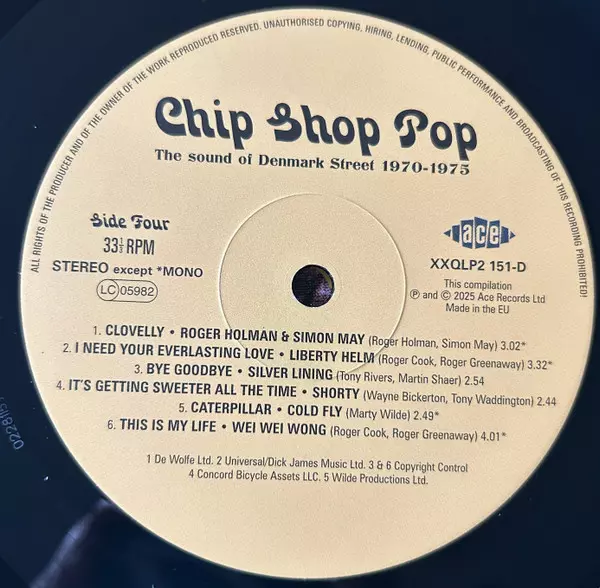 ALL RIGHTS OF THE PRODUCER AND OF THE OWNER OF THE WORK REPRODUCED RESERVED. UNAUTHORISED COPYING, HIRING, LENDING, PUBLIC PERFORMANCE AND BROADCASTING OF THIS RECORDING PROHIBITED!
Chip Shop Pop
The sound of Denmark Street 1970-1975
Side Four
33⅓ RPM
STEREO except *MONO
LC 05982
ace
XXQLP2 151-D
This compilation
℗ and © 2025 Ace Records Ltd
Made in the EU
1. CLOVELLY • ROGER HOLMAN & SIMON MAY (Roger Holman, Simon May) 3.02*
2. I NEED YOUR EVERLASTING LOVE • LIBERTY HELM (Roger Cook, Roger Greenaway) 3.32*
3. BYE GOODBYE • SILVER LINING (Tony Rivers, Martin Shaer) 2.54
4. IT'S GETTING SWEETER ALL THE TIME • SHORTY (Wayne Bickerton, Tony Waddington) 2.44
5. CATERPILLAR • COLD FLY (Marty Wilde) 2.49*
6. THIS IS MY LIFE • WEI WEI WONG (Roger Cook, Roger Greenaway) 4.01*
1 De Wolfe Ltd. 2 Universal/Dick James Music Ltd. 3 & 6 Copyright Control
4 Concord Bicycle Assets LLC. 5 Wilde Productions Ltd.